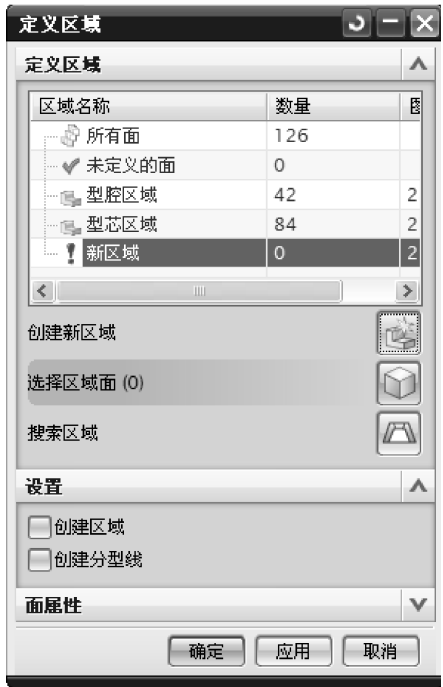 定义区域
定义区域
区域名称 数量
所有面 126
未定义的面 0
型腔区域 42 2
型芯区域 84 2
新区域 0 2
创建新区域
选择区域面 (0)
搜索区域
设置
创建区域
创建分型线
面属性
确定 应用 取消